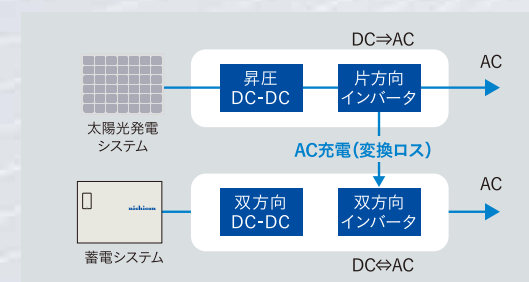 DC⇒AC
AC
昇圧
DC-DC
片方向
インバータ
太陽光発電
システム
AC充電(変換ロス)
nichicon
双方向
DC-DC
双方向
インバータ
AC
蓄電システム
DC⇔AC